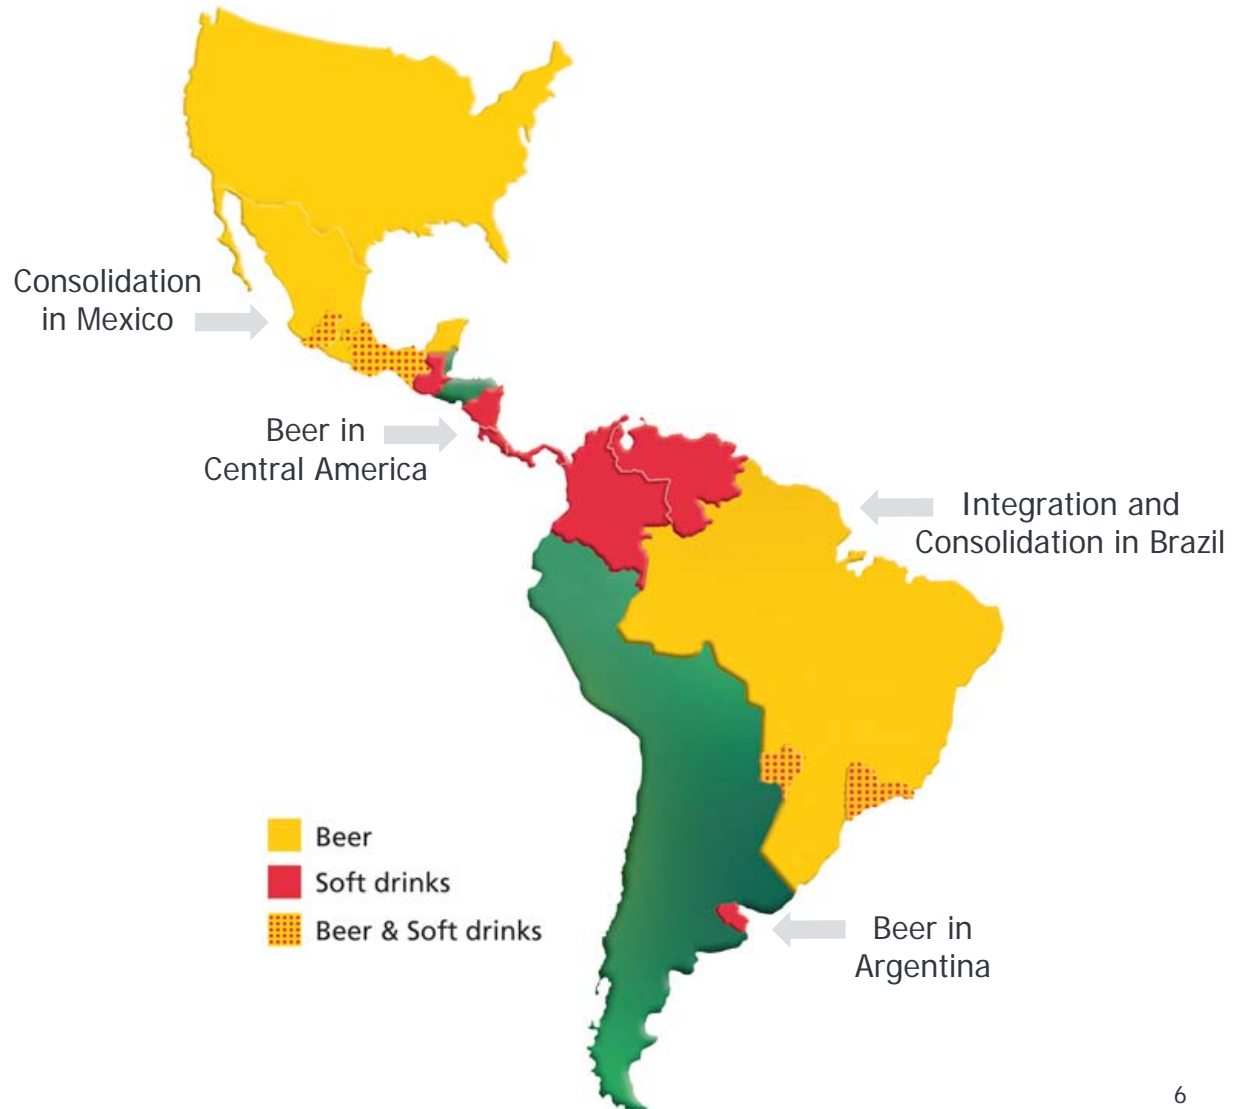 Consolidation
in Mexico
Beer in
Central America
Integration and
Consolidation in Brazil
Beer
Soft drinks
Beer & Soft drinks
Beer in
Argentina
6